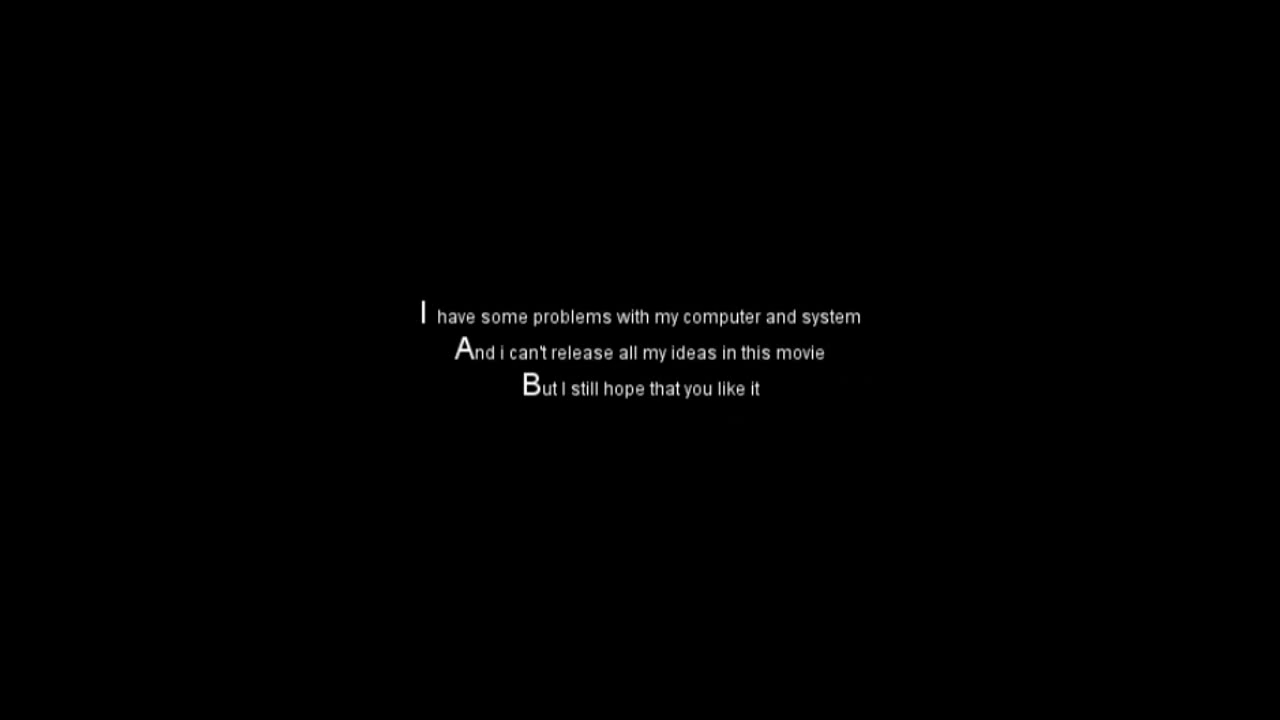 I have some problems with my computer and system
And i can't release all my ideas in this movie
But I still hope that you like it